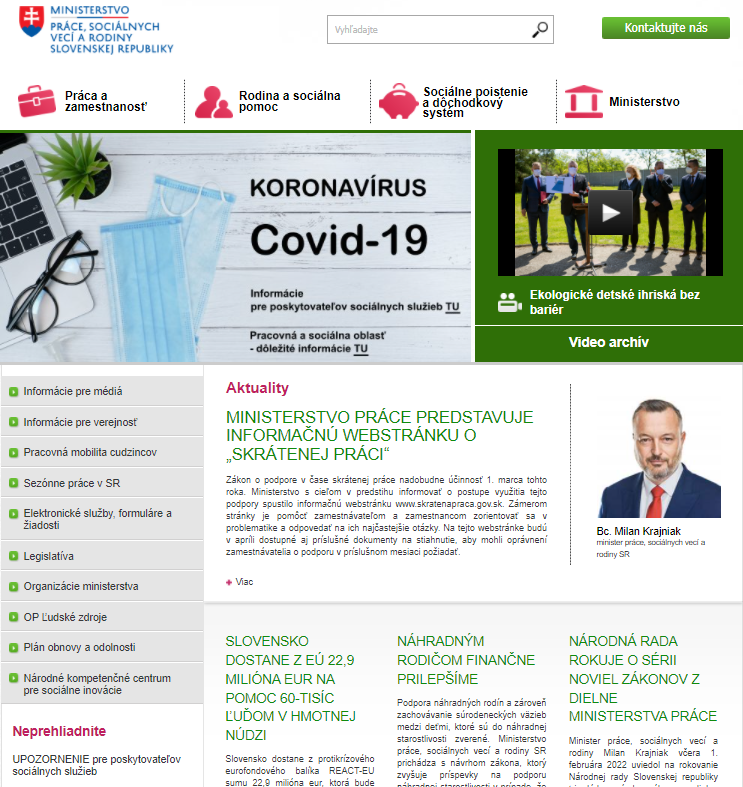 MINISTERSTVO
PRÁCE, SOCIÁLNYCH
VECÍ A RODINY
SLOVENSKEJ REPUBLIKY
Vyhľadajte
Kontaktujte nás
Práca a
zamestnanosť
Rodina a sociálna
pomoc
Sociálne poistenie
a dôchodkový
systém
Ministerstvo
KORONAVÍRUS
Covid-19
Informácie
pre poskytovateľov sociálnych služieb TU
Pracovná a sociálna oblasť
- dôležité informácie TU
Ekologické detské ihriská bez
bariér
Video archív
Informácie pre médiá
Informácie pre verejnosť
Pracovná mobilita cudzincov
Sezónne práce v SR
Elektronické služby, formuláre a
žiadosti
Legislatíva
Organizácie ministerstva
OP Ľudské zdroje
Plán obnovy a odolnosti
Národné kompetenčné centrum
pre sociálne inovácie
Neprehliadnite
UPOZORNENIE pre poskytovateľov
sociálnych služieb
Aktuality
MINISTERSTVO PRÁCE PREDSTAVUJE
INFORMAČNÚ WEBSTRÁNKU O
„SKRÁTENEJ PRÁCI“
Zákon o podpore v čase skrátenej práce nadobudne účinnosť 1. marca tohto
roka. Ministerstvo s cieľom v predstihu informovať o postupe využitia tejto
podpory spustilo informačnú webstránku www.skratenapraca.gov.sk. Zámerom
stránky je pomôcť zamestnávateľom a zamestnancom zorientovať sa v
problematike a odpovedať na ich najčastejšie otázky. Na tejto webstránke budú
v apríli dostupné aj príslušné dokumenty na stiahnutie, aby mohli oprávnení
zamestnávatelia o podporu v príslušnom mesiaci požiadať.
Viac
Bc. Milan Krajniak
minister práce, sociálnych vecí a
rodiny SR
SLOVENSKO
DOSTANE Z EÚ 22,9
MILIÓNA EUR NA
POMOC 60-TISÍC
ĽUĎOM V HMOTNEJ
NÚDZI
Slovensko dostane z protikrízového
eurofondového balíka REACT-EU
sumu 22,9 milióna eur, ktorá bude
NÁHRADNÝM
RODIČOM FINANČNE
PRILEPŠÍME
Podpora náhradných rodín a zároveň
zachovávanie súrodeneckých väzieb
medzi deťmi, ktoré sú do náhradnej
starostlivosti zverené. Ministerstvo
práce, sociálnych vecí a rodiny SR
prichádza s návrhom zákona, ktorý
zvyšuje príspevky na podporu
náhradnej starostlivosti v prípade, že
NÁRODNÁ RADA
ROKUJE O SÉRII
NOVIEL ZÁKONOV Z
DIELNE
MINISTERSTVA PRÁCE
Minister práce, sociálnych vecí a
rodiny Milan Krajniak včera 1.
februára 2022 uviedol na rokovanie
Národnej rady Slovenskej republiky